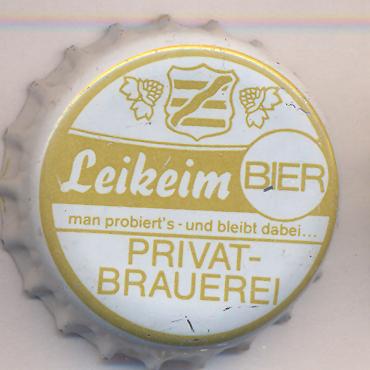 Leikeim BIER
man probiert's - und bleibt dabei...
PRIVAT-
BRAUEREI